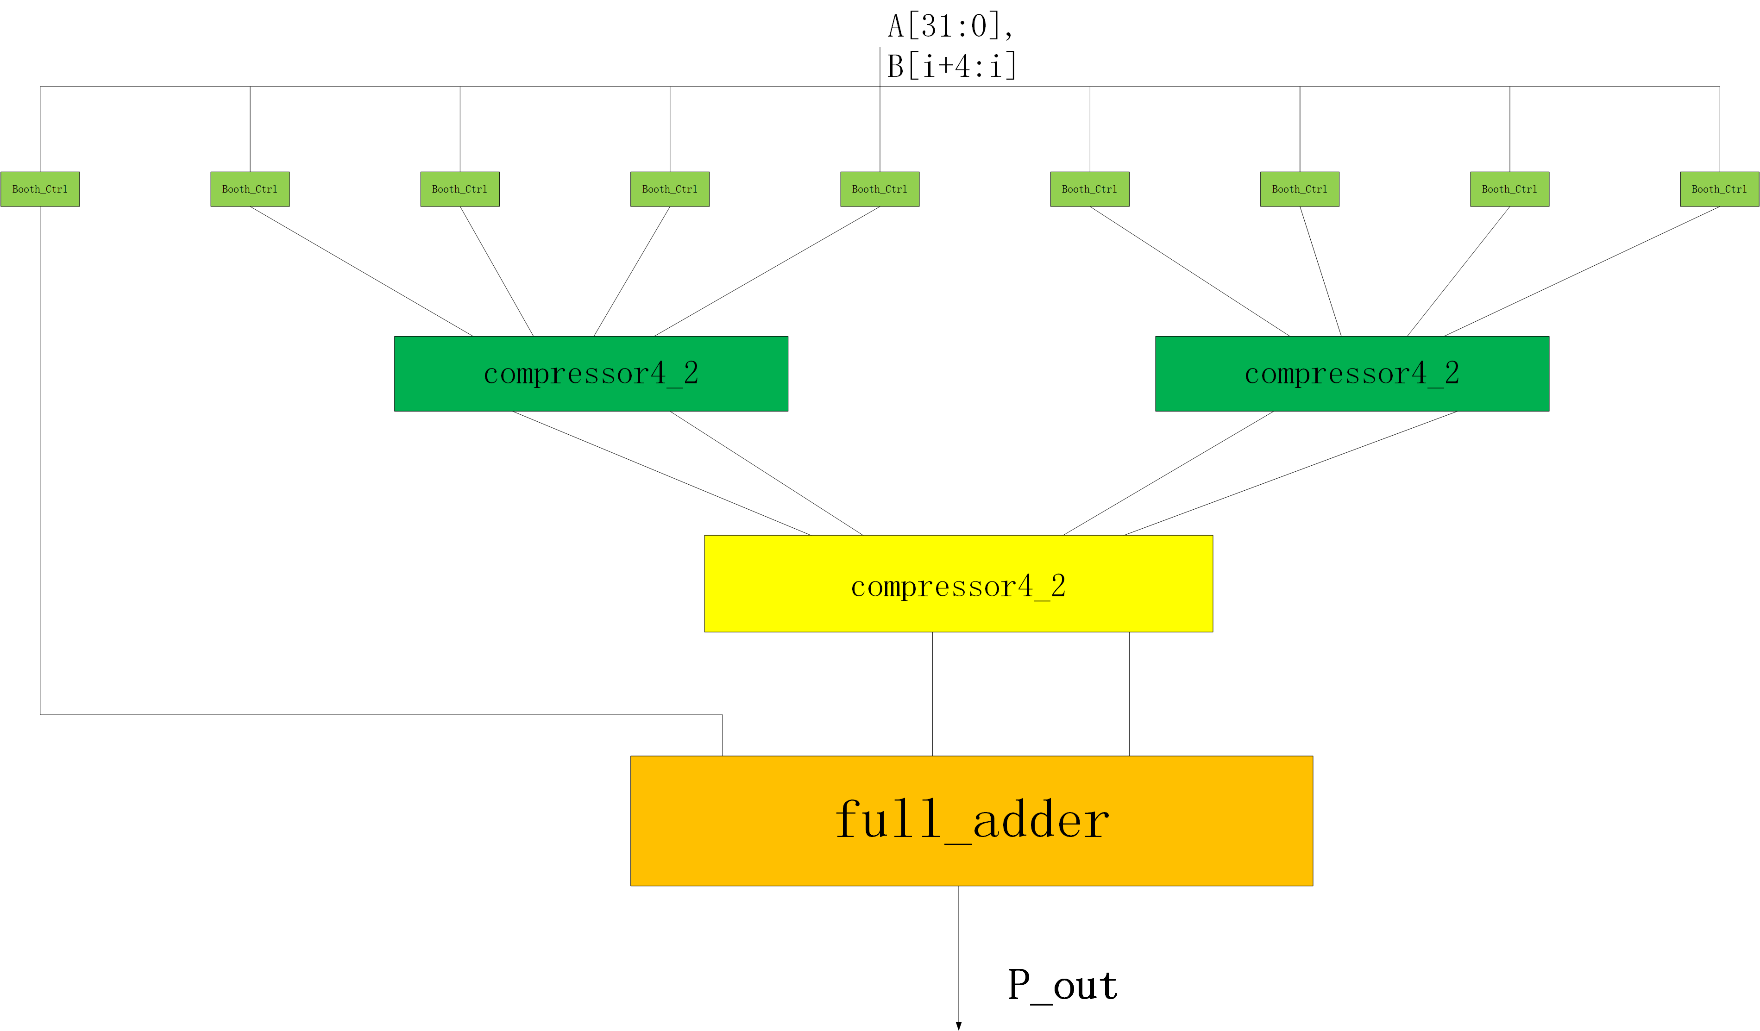 A[31:0],
B[i+4:i]
Booth_Ctrl
Booth_Ctrl
Booth_Ctrl
Booth_Ctrl
Booth_Ctrl
Booth_Ctrl
Booth_Ctrl
Booth_Ctrl
Booth_Ctrl
compressor4_2
compressor4_2
compressor4_2
full_adder
P_out